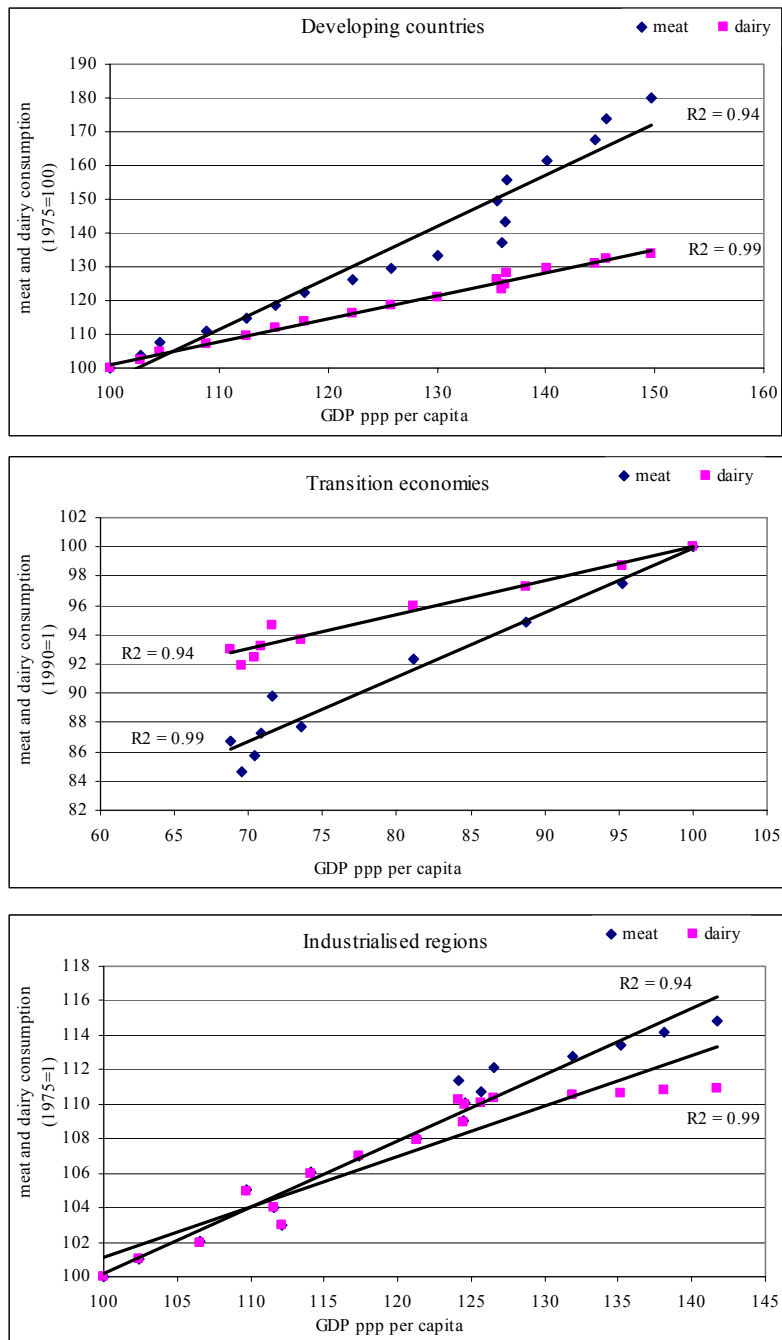 Developing countries
meat dairy
meat and dairy consumption
(1975=100)
190
180
170
160
150
140
130
120
110
100
R2 = 0.94
R2 = 0.99
100 110 120 130 140 150 160
GDP ppp per capita
Transition economies
meat dairy
meat and dairy consumption
(1990=1)
102
100
98
96
94
92
90
88
86
84
82
R2 = 0.94
R2 = 0.99
60 65 70 75 80 85 90 95 100 105
GDP ppp per capita
Industrialised regions
meat dairy
meat and dairy consumption
(1975=1)
118
116
114
112
110
108
106
104
102
100
R2 = 0.94
R2 = 0.99
100 105 110 115 120 125 130 135 140 145
GDP ppp per capita